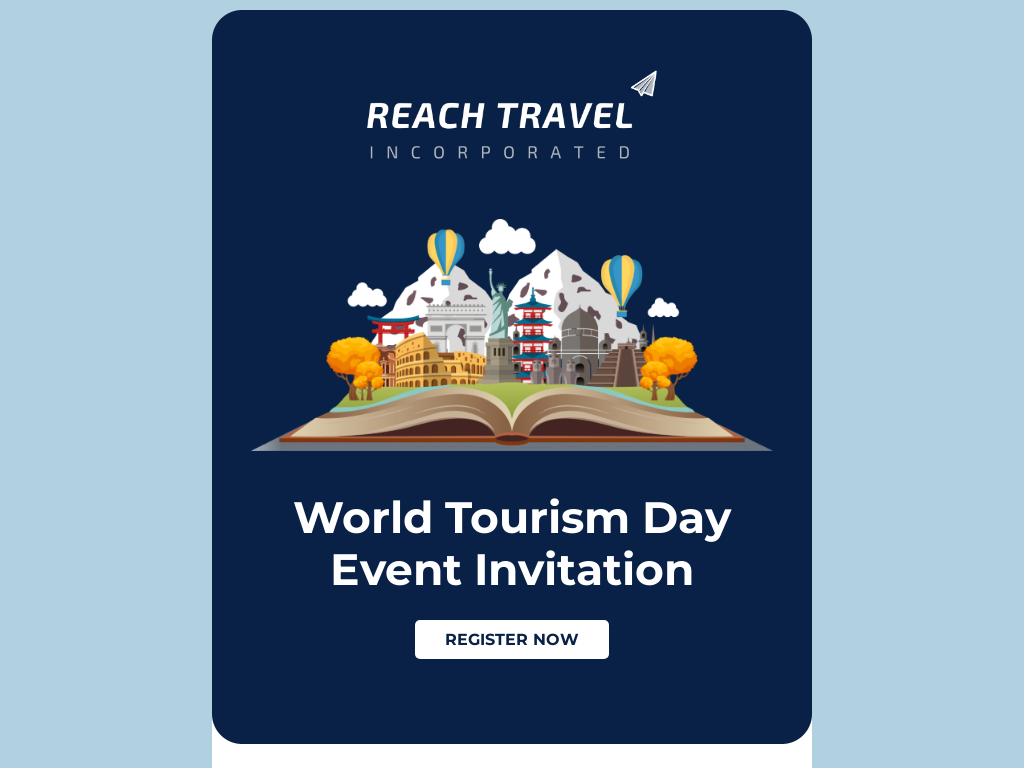 REACH TRAVEL
INCORPORATED
World Tourism Day
Event Invitation
REGISTER NOW